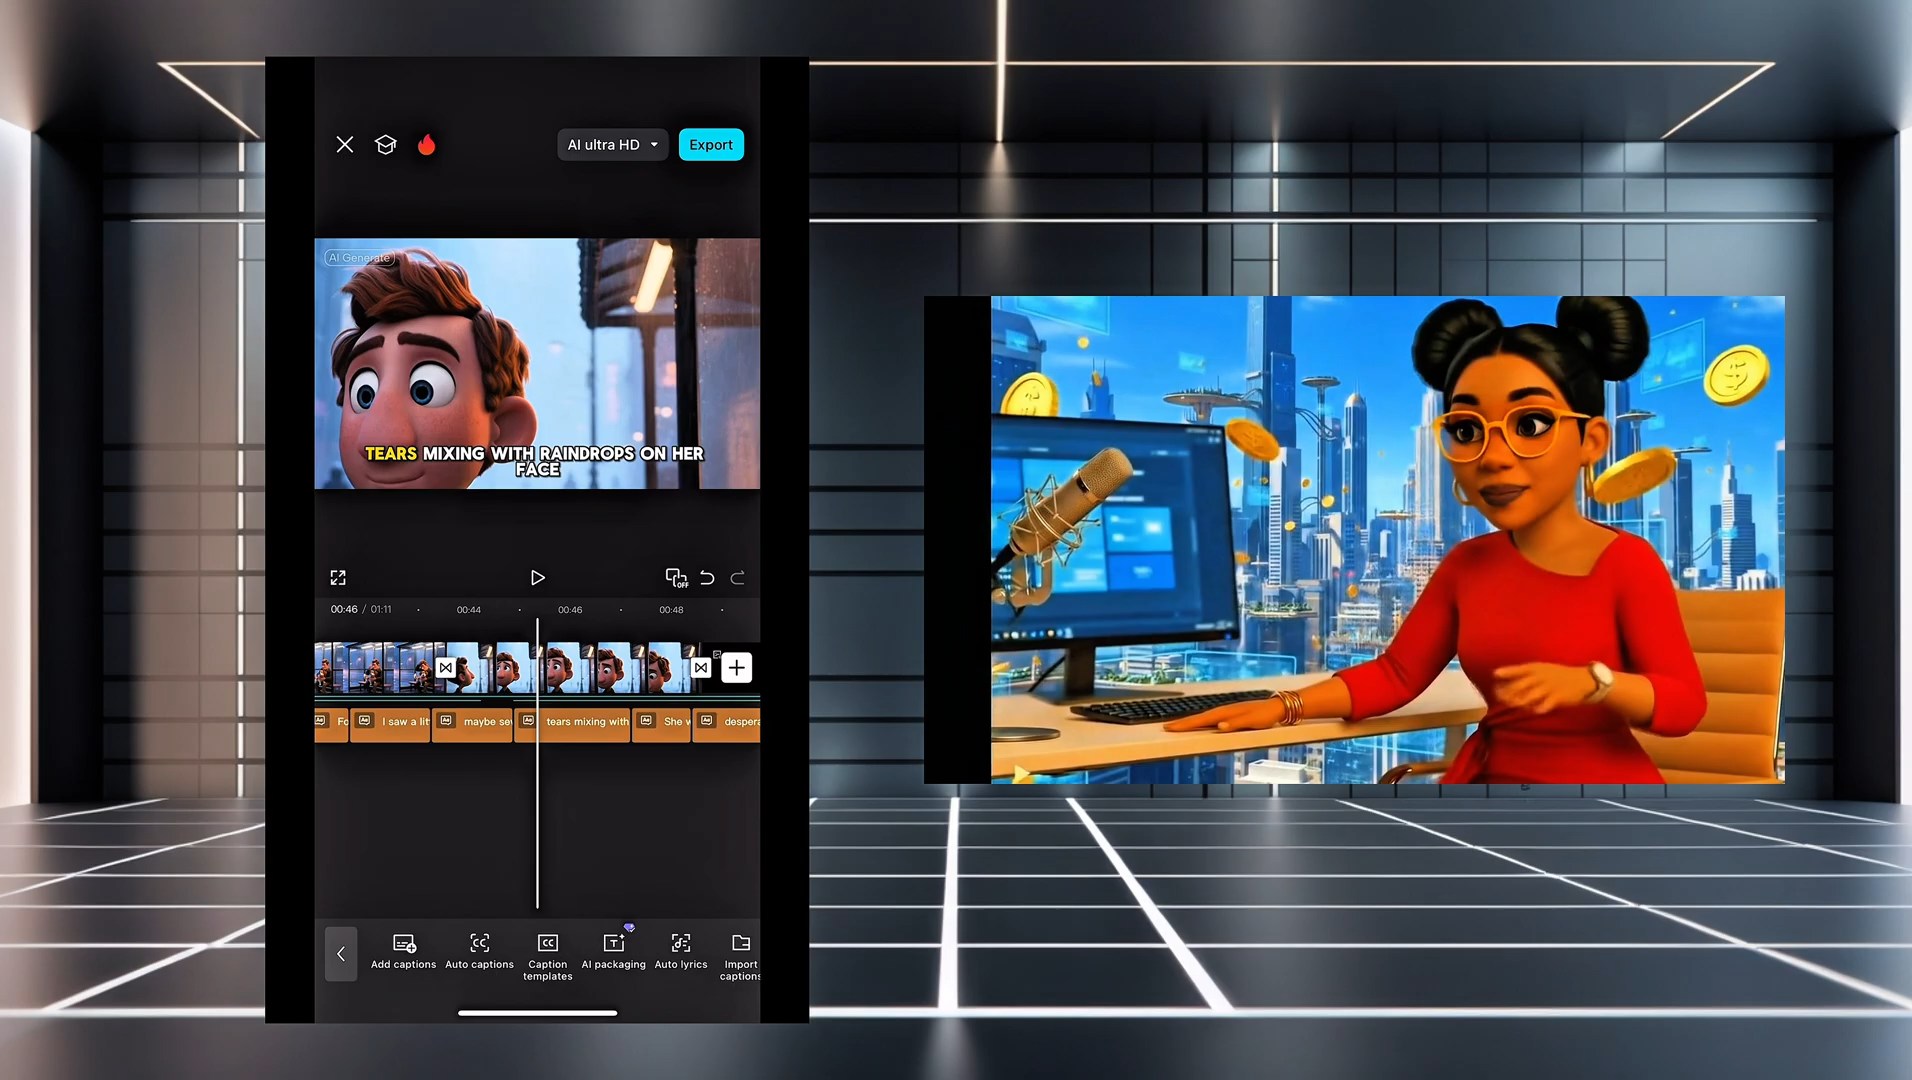 AI ultra HD
Export
AI Generate
TEARS MIXING WITH RAINDROPS ON HER
FACE
OFF
00:46 / 01:11
00:44
00:46
00:48
Fo
I saw a lit
maybe se
tears mixing with
She w
despera
Add captions
Auto captions
Caption
templates
AI packaging
Auto lyrics
Import
captions